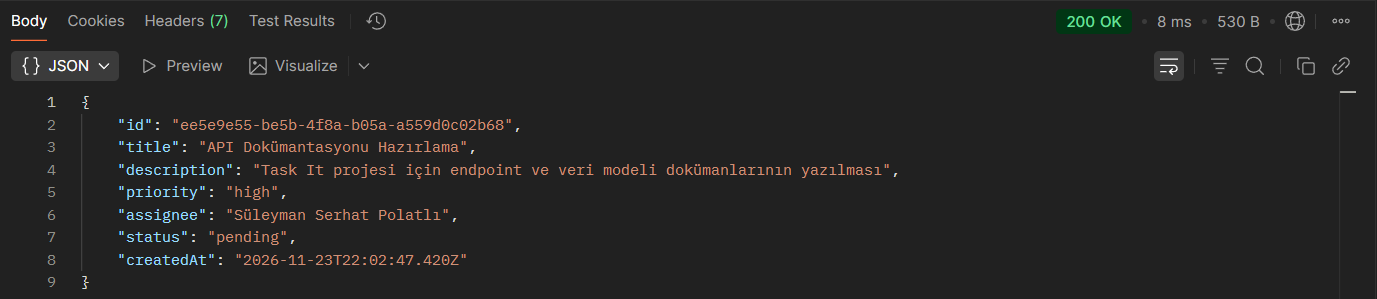 Body Cookies Headers (7) Test Results 200 OK • 8 ms • 530 B
{} JSON Preview Visualize
1 {
2 "id": "ee5e9e55-be5b-4f8a-b05a-a559d0c02b68",
3 "title": "API Dokümantasyonu Hazırlama",
4 "description": "Task It projesi için endpoint ve veri modeli dokümanlarının yazılması",
5 "priority": "high",
6 "assignee": "Süleyman Serhat Polatlı",
7 "status": "pending",
8 "createdAt": "2026-11-23T22:02:47.420Z"
9 }